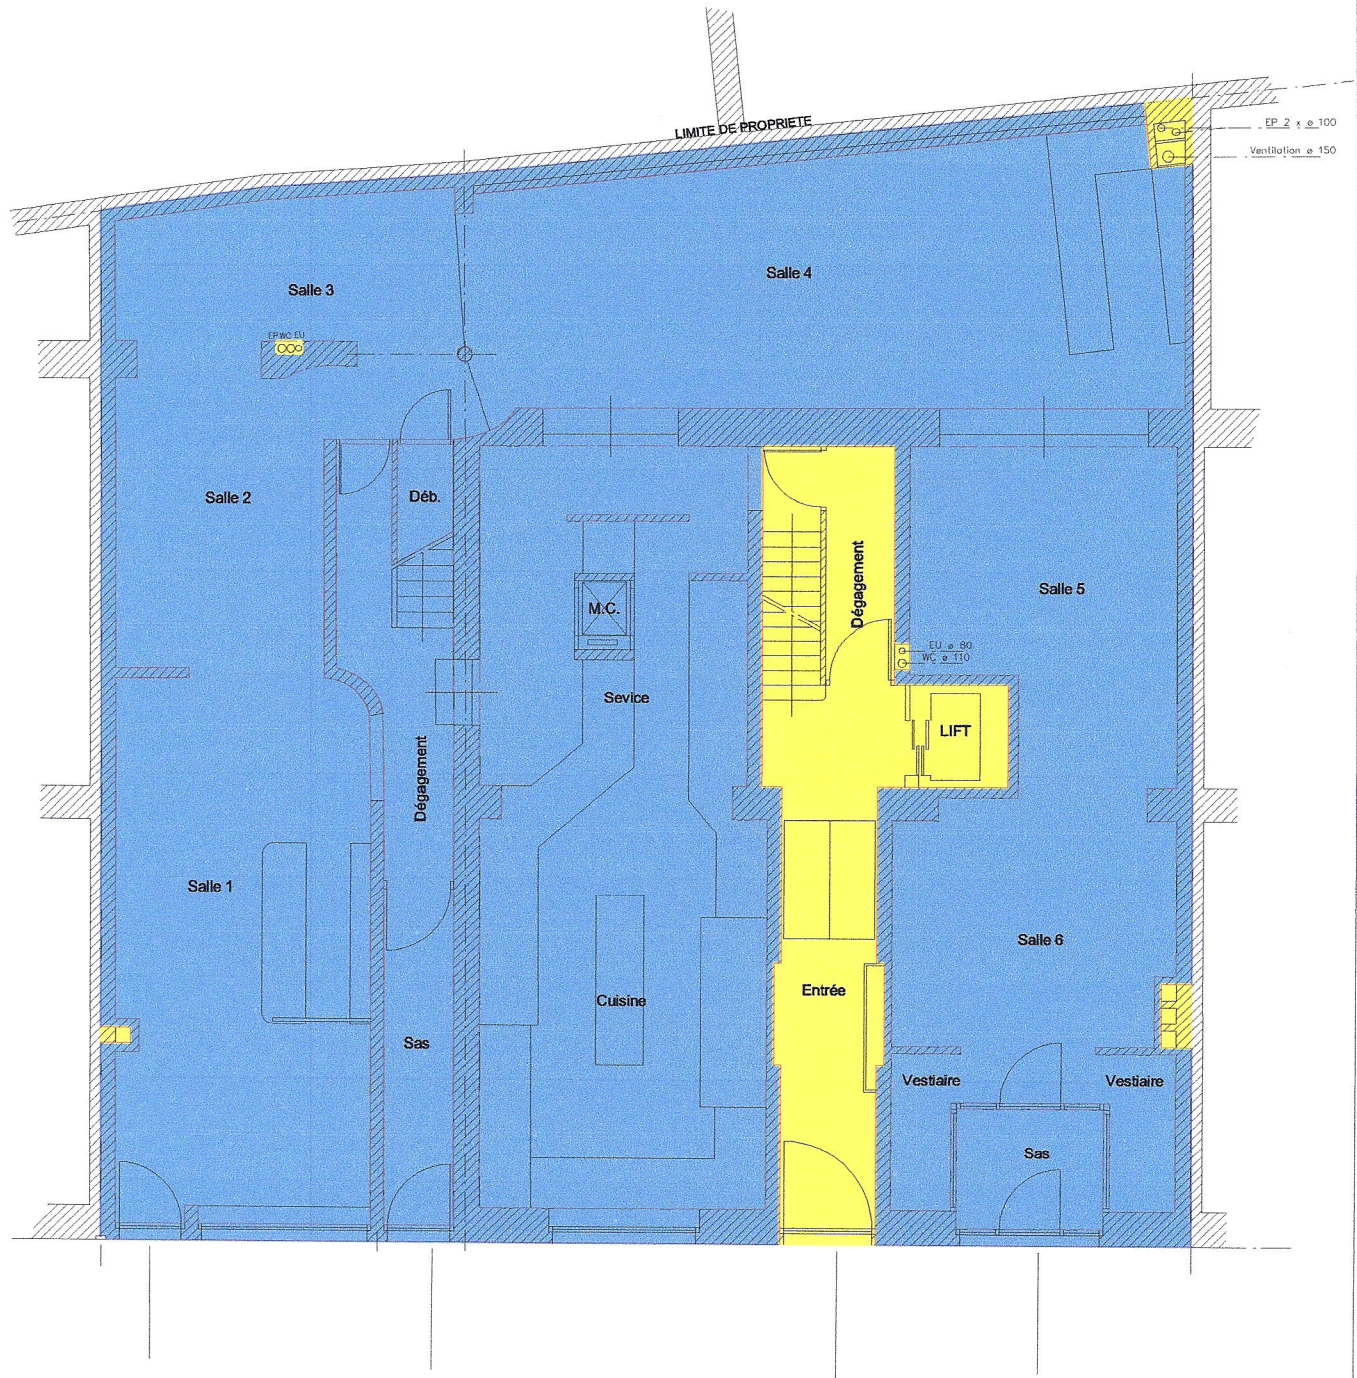 LIMITE DE PROPRIETE
EP 2 x ø 100
Ventilation ø 150
Salle 4
Salle 3
EP WC EU
Salle 2
Déb.
Dégagement
Salle 5
M.C.
EU ø 80
WC ø 110
Sevice
LIFT
Dégagement
Salle 1
Salle 6
Entrée
Cuisine
Sas
Vestiaire
Vestiaire
Sas